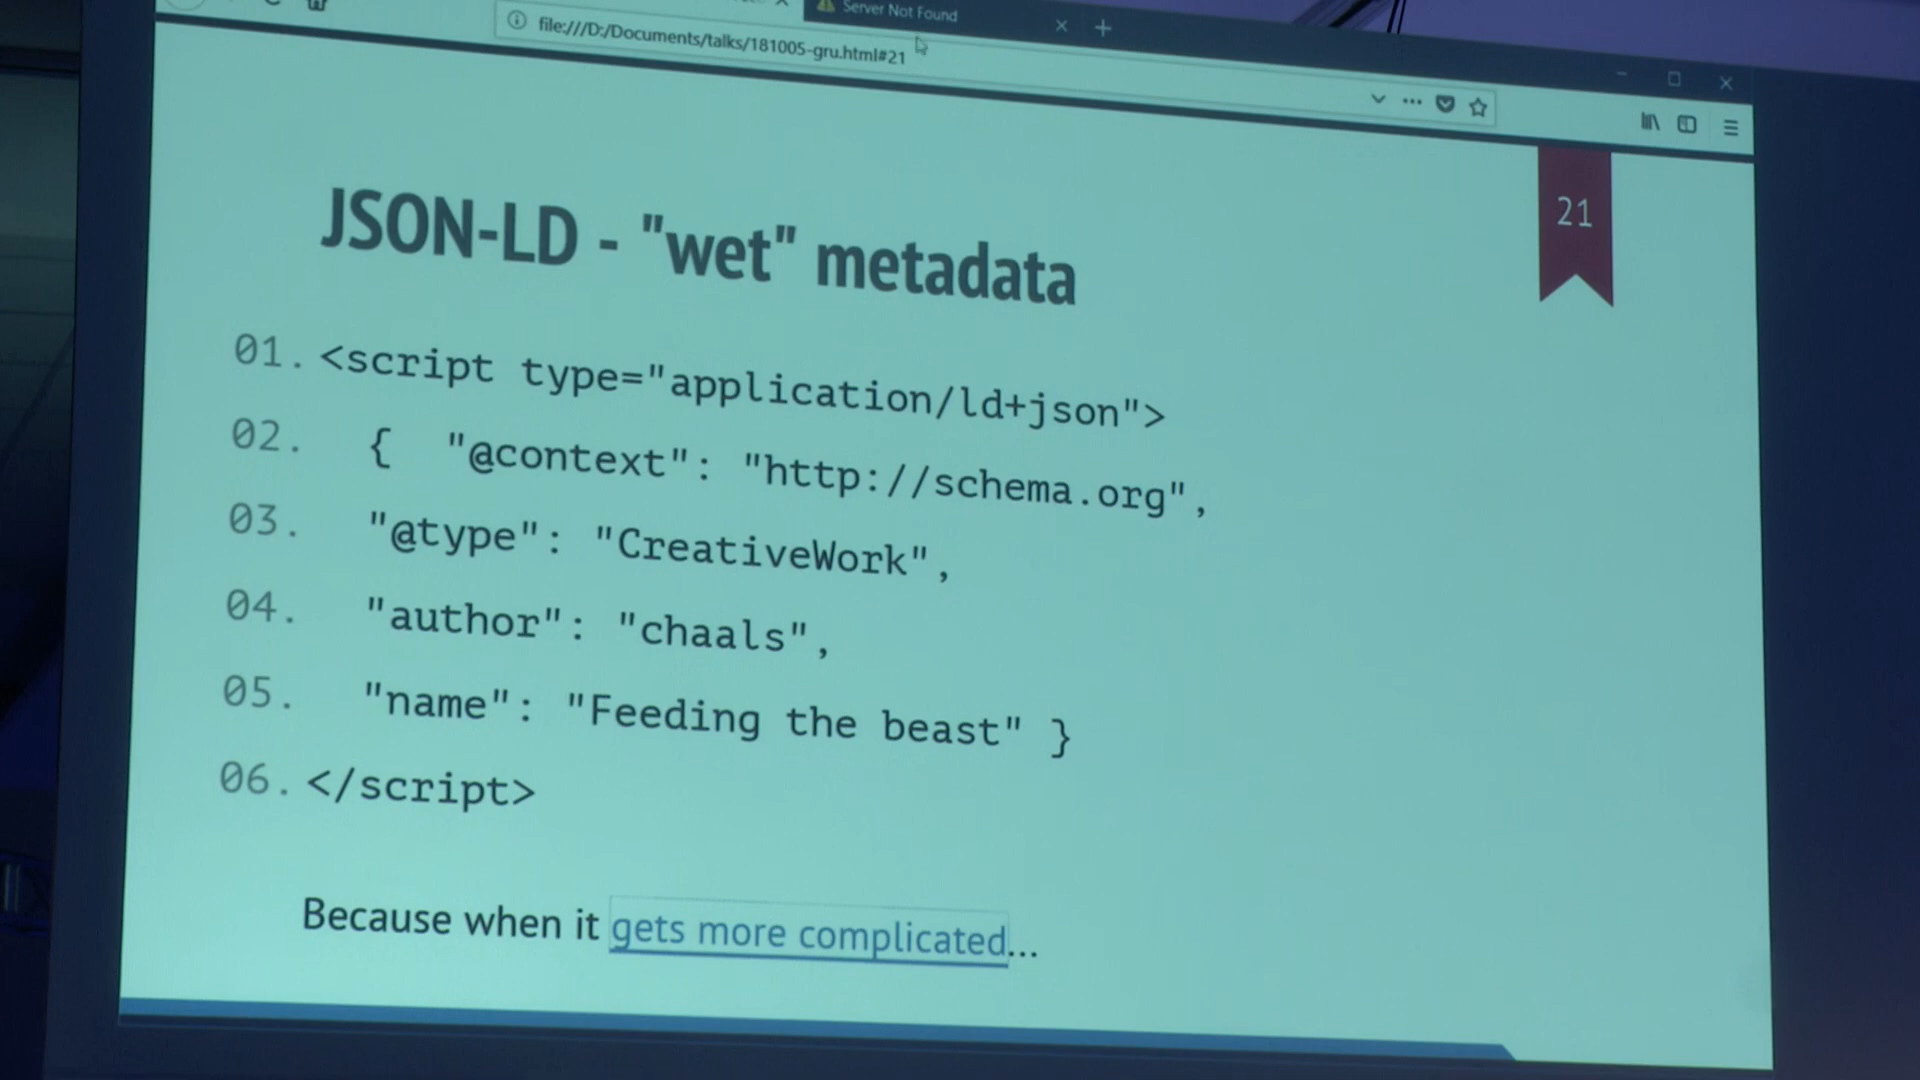 Server Not Found
file:///D:/Documents/talks/181005-gru.html#21
21
JSON-LD - "wet" metadata
01. <script type="application/ld+json">
02. { "@context": "http://schema.org",
03. "@type": "CreativeWork",
04. "author": "chaals",
05. "name": "Feeding the beast" }
06. </script>
Because when it gets more complicated...